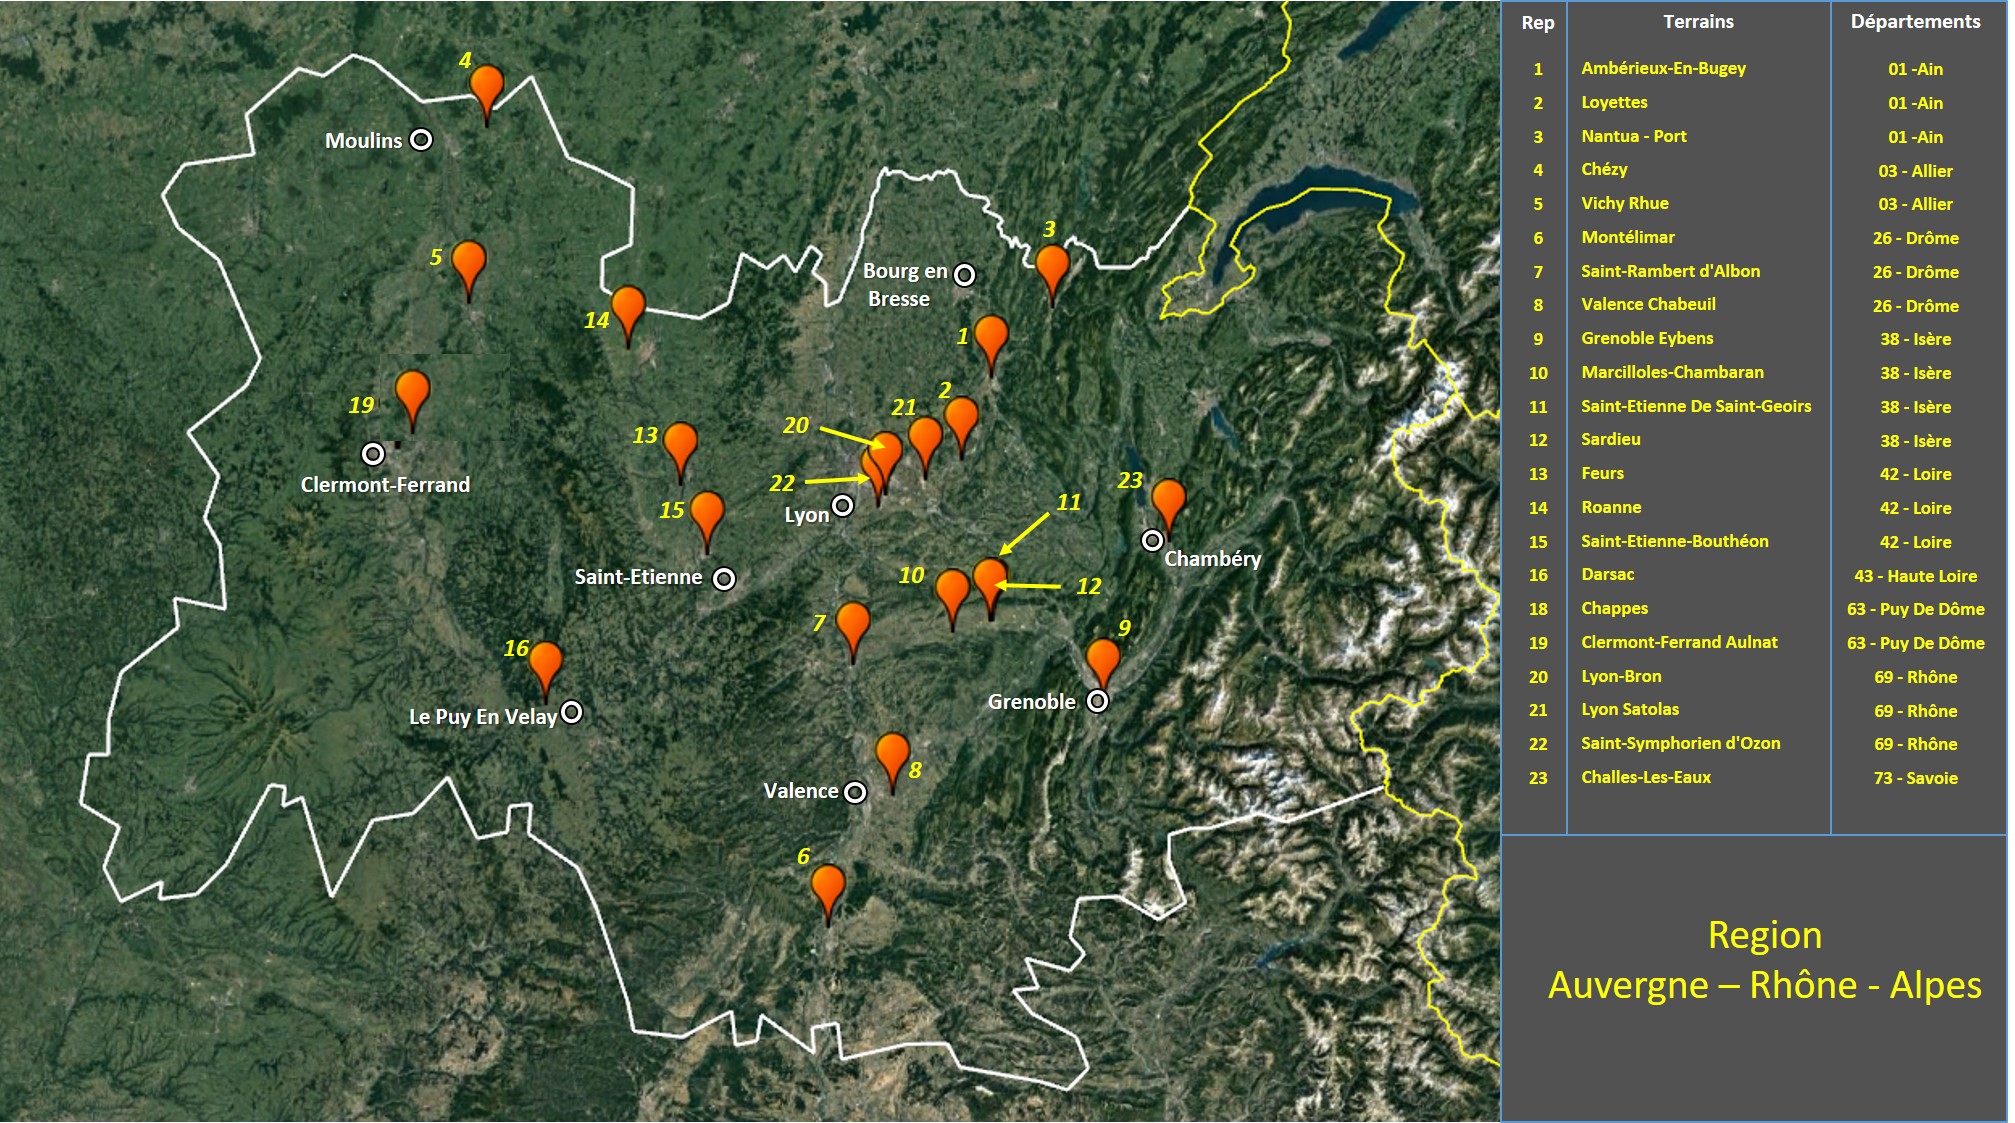 4
Moulins
5
3
Bourg en
Bresse
14
1
19
2
21
20
13
22
Clermont-Ferrand
23
15
Lyon
11
Chambéry
Saint-Etienne
10
12
7
9
16
Grenoble
Le Puy En Velay
8
Valence
6
Rep Terrains Départements
1 Ambérieux-En-Bugey 01 -Ain
2 Loyettes 01 -Ain
3 Nantua - Port 01 -Ain
4 Chézy 03 - Allier
5 Vichy Rhue 03 - Allier
6 Montélimar 26 - Drôme
7 Saint-Rambert d'Albon 26 - Drôme
8 Valence Chabeuil 26 - Drôme
9 Grenoble Eybens 38 - Isère
10 Marcilloles-Chambaran 38 - Isère
11 Saint-Etienne De Saint-Geoirs 38 - Isère
12 Sardieu 38 - Isère
13 Feurs 42 - Loire
14 Roanne 42 - Loire
15 Saint-Etienne-Bouthéon 42 - Loire
16 Darsac 43 - Haute Loire
18 Chappes 63 - Puy De Dôme
19 Clermont-Ferrand Aulnat 63 - Puy De Dôme
20 Lyon-Bron 69 - Rhône
21 Lyon Satolas 69 - Rhône
22 Saint-Symphorien d'Ozon 69 - Rhône
23 Challes-Les-Eaux 73 - Savoie
Region
Auvergne – Rhône - Alpes